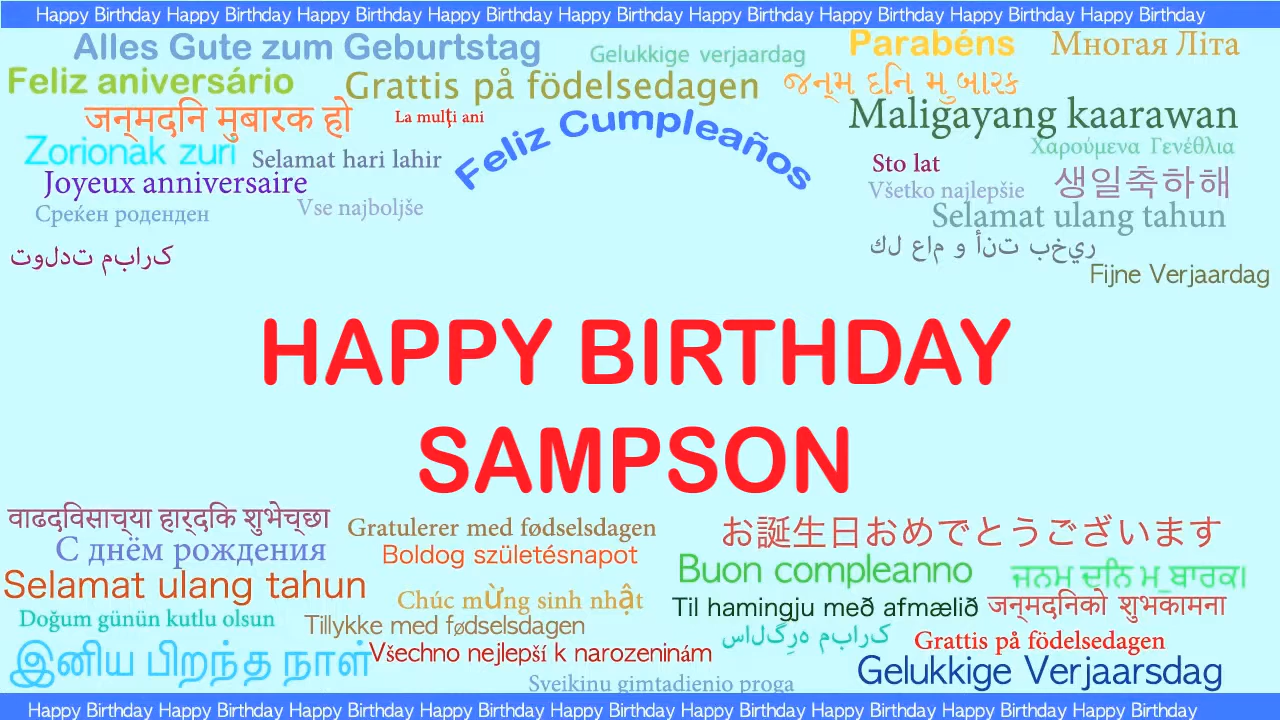 Happy Birthday Happy Birthday Happy Birthday Happy Birthday Happy Birthday Happy Birthday Happy Birthday Happy Birthday Happy Birthday
Alles Gute zum Geburtstag
Gelukkige verjaardag
Parabéns
Многая Літа
Feliz aniversário
Grattis på födelsedagen
જન્મ દિન મુબારક
जन्मदिन मुबारक हो
La mulţi ani
Feliz Cumpleaños
Maligayang kaarawan
Zorionak zuri
Selamat hari lahir
Χαρούμενα Γενέθλια
Sto lat
Joyeux anniversaire
Všetko najlepšie
생일축하해
Среќен роденден
Vse najboljše
Selamat ulang tahun
تولدت مبارک
كل عام و أنت بخير
Fijne Verjaardag
HAPPY BIRTHDAY
SAMPSON
वाढदिवसाच्या हार्दिक शुभेच्छा
Gratulerer med fødselsdagen
お誕生日おめでとうございます
С днём рождения
Boldog születésnapot
Buon compleanno
ਜਨਮ ਦਿਨ ਮੁਬਾਰਕ।
Selamat ulang tahun
Chúc mừng sinh nhật
Til hamingju með afmælið
जन्मदिनको शुभकामना
Doğum günün kutlu olsun
Tillykke med fødselsdagen
سالگرہ مبارک
Grattis på födelsedagen
இனிய பிறந்த நாள்
Všechno nejlepší k narozeninám
Gelukkige Verjaarsdag
Sveikinu gimtadienio proga
Happy Birthday Happy Birthday Happy Birthday Happy Birthday Happy Birthday Happy Birthday Happy Birthday Happy Birthday Happy Birthday